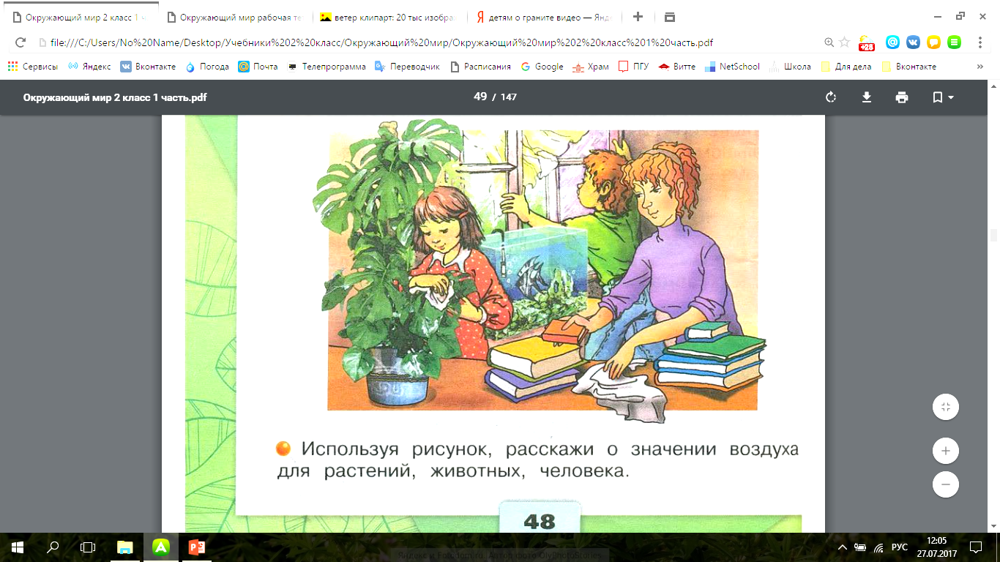 Окружающий мир 2 класс 1 ч
Окружающий мир рабочая те
ветер клипарт: 20 тыс изобра
Я детям о граните видео — Янд
file:///C:/Users/No%20Name/Desktop/Учебники%202%20класс/Окружающий%20мир/Окружающий%20мир%202%20класс%201%20часть.pdf
+28
Сервисы Яндекс Вконтакте Погода Почта Телепрограмма Переводчик Расписания Google Храм ПГУ Витте NetSchool Школа Для дела Вконтакте »
Окружающий мир 2 класс 1 часть.pdf 49 / 147
Используя рисунок, расскажи о значении воздуха
для растений, животных, человека.
48
РУС
12:05
27.07.2017